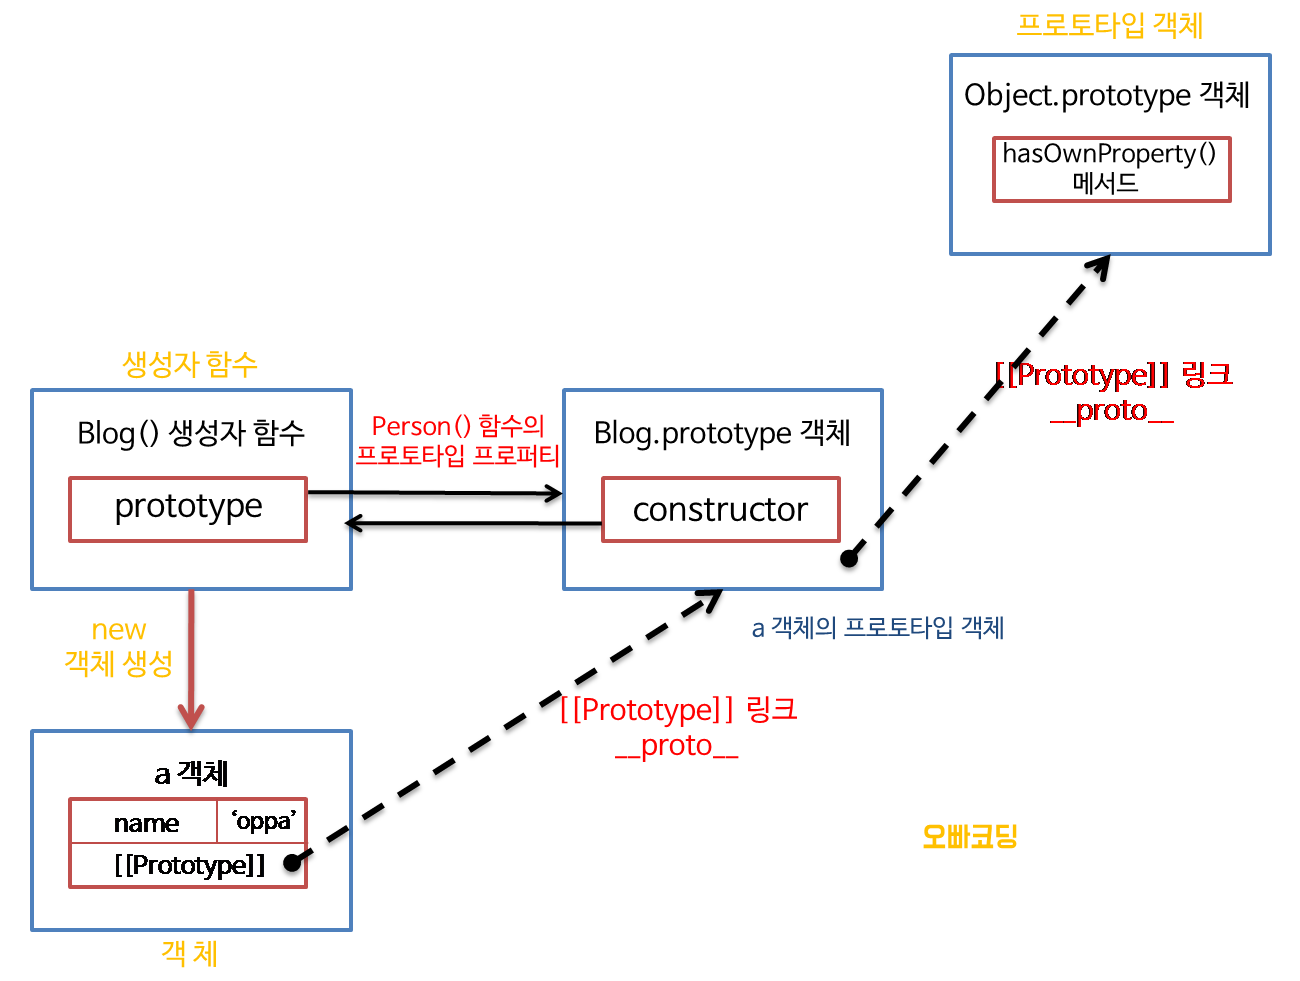 프로토타입 객체
Object.prototype 객체
hasOwnProperty()
메서드
[[Prototype]] 링크
__proto__
생성자 함수
Blog() 생성자 함수
prototype
Person() 함수의
프로토타입 프로퍼티
Blog.prototype 객체
constructor
new
객체 생성
a 객체의 프로토타입 객체
[[Prototype]] 링크
__proto__
a 객체
name ‘oppa’
[[Prototype]]
객 체
오빠코딩